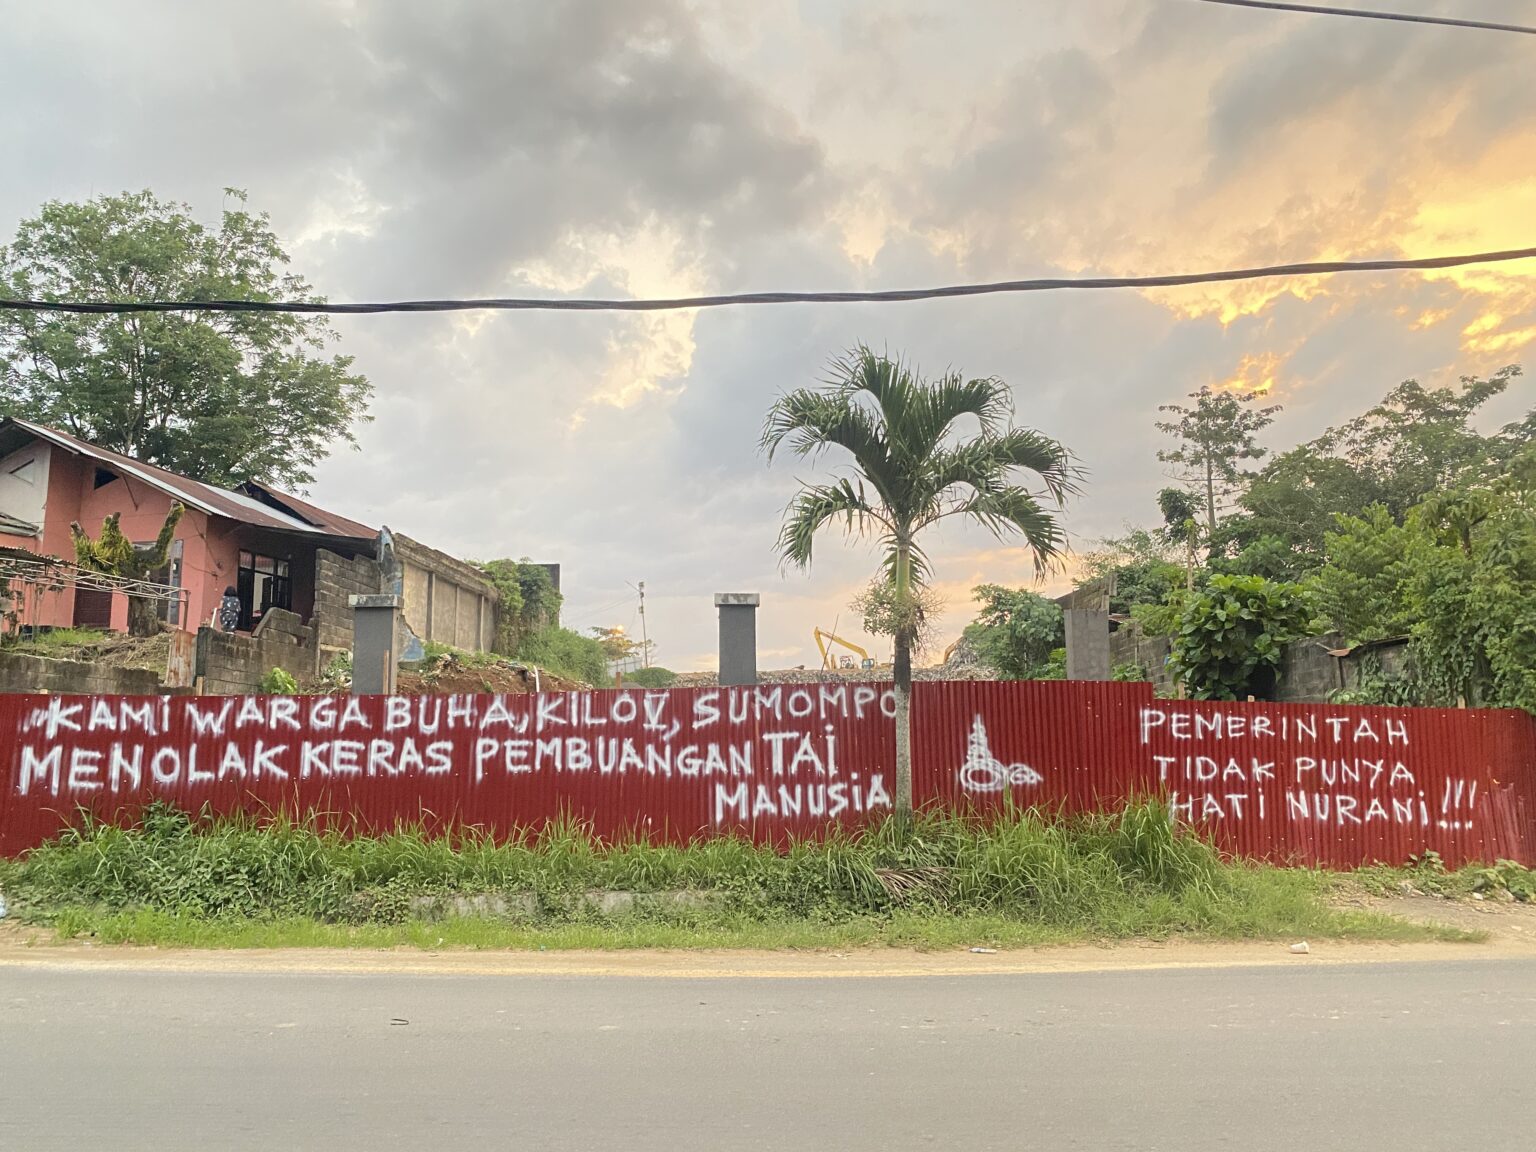 "KAMI WARGA BUHA, KILO V, SUMOMPO
MENOLAK KERAS PEMBUANGAN TAI
MANUSIA
PEMERINTAH
TIDAK PUNYA
HATI NURANI!!!